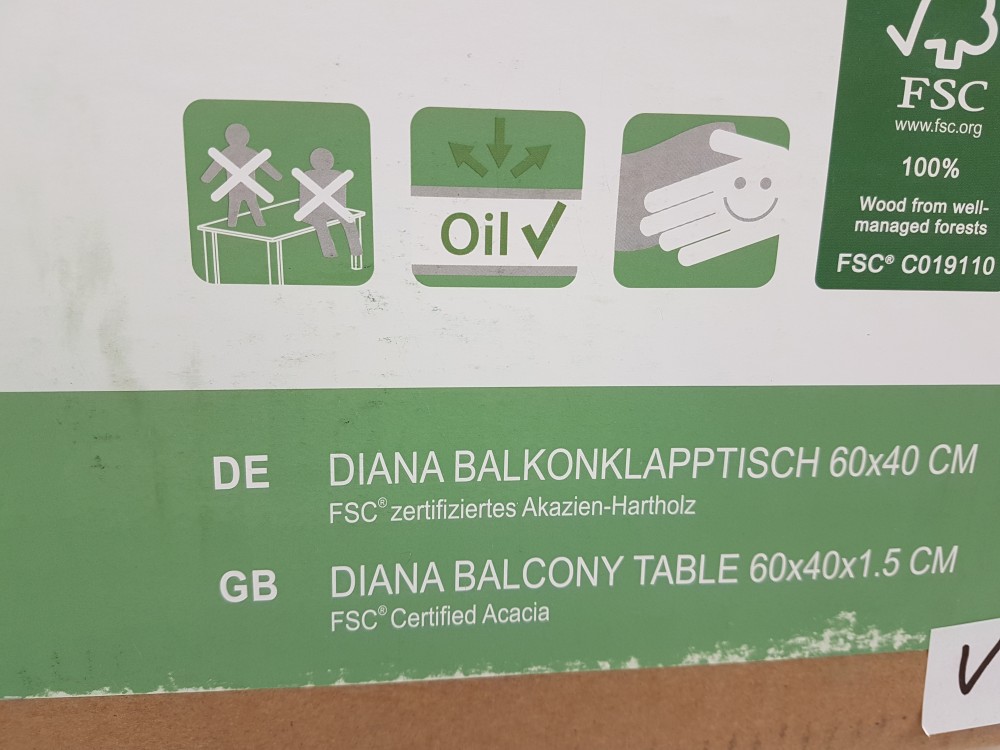 FSC
www.fsc.org
100%
Wood from well-
managed forests
FSC® C019110
Oil
DE
DIANA BALKONKLAPPTISCH 60x40 CM
FSC® zertifiziertes Akazien-Hartholz
GB
DIANA BALCONY TABLE 60x40x1.5 CM
FSC® Certified Acacia